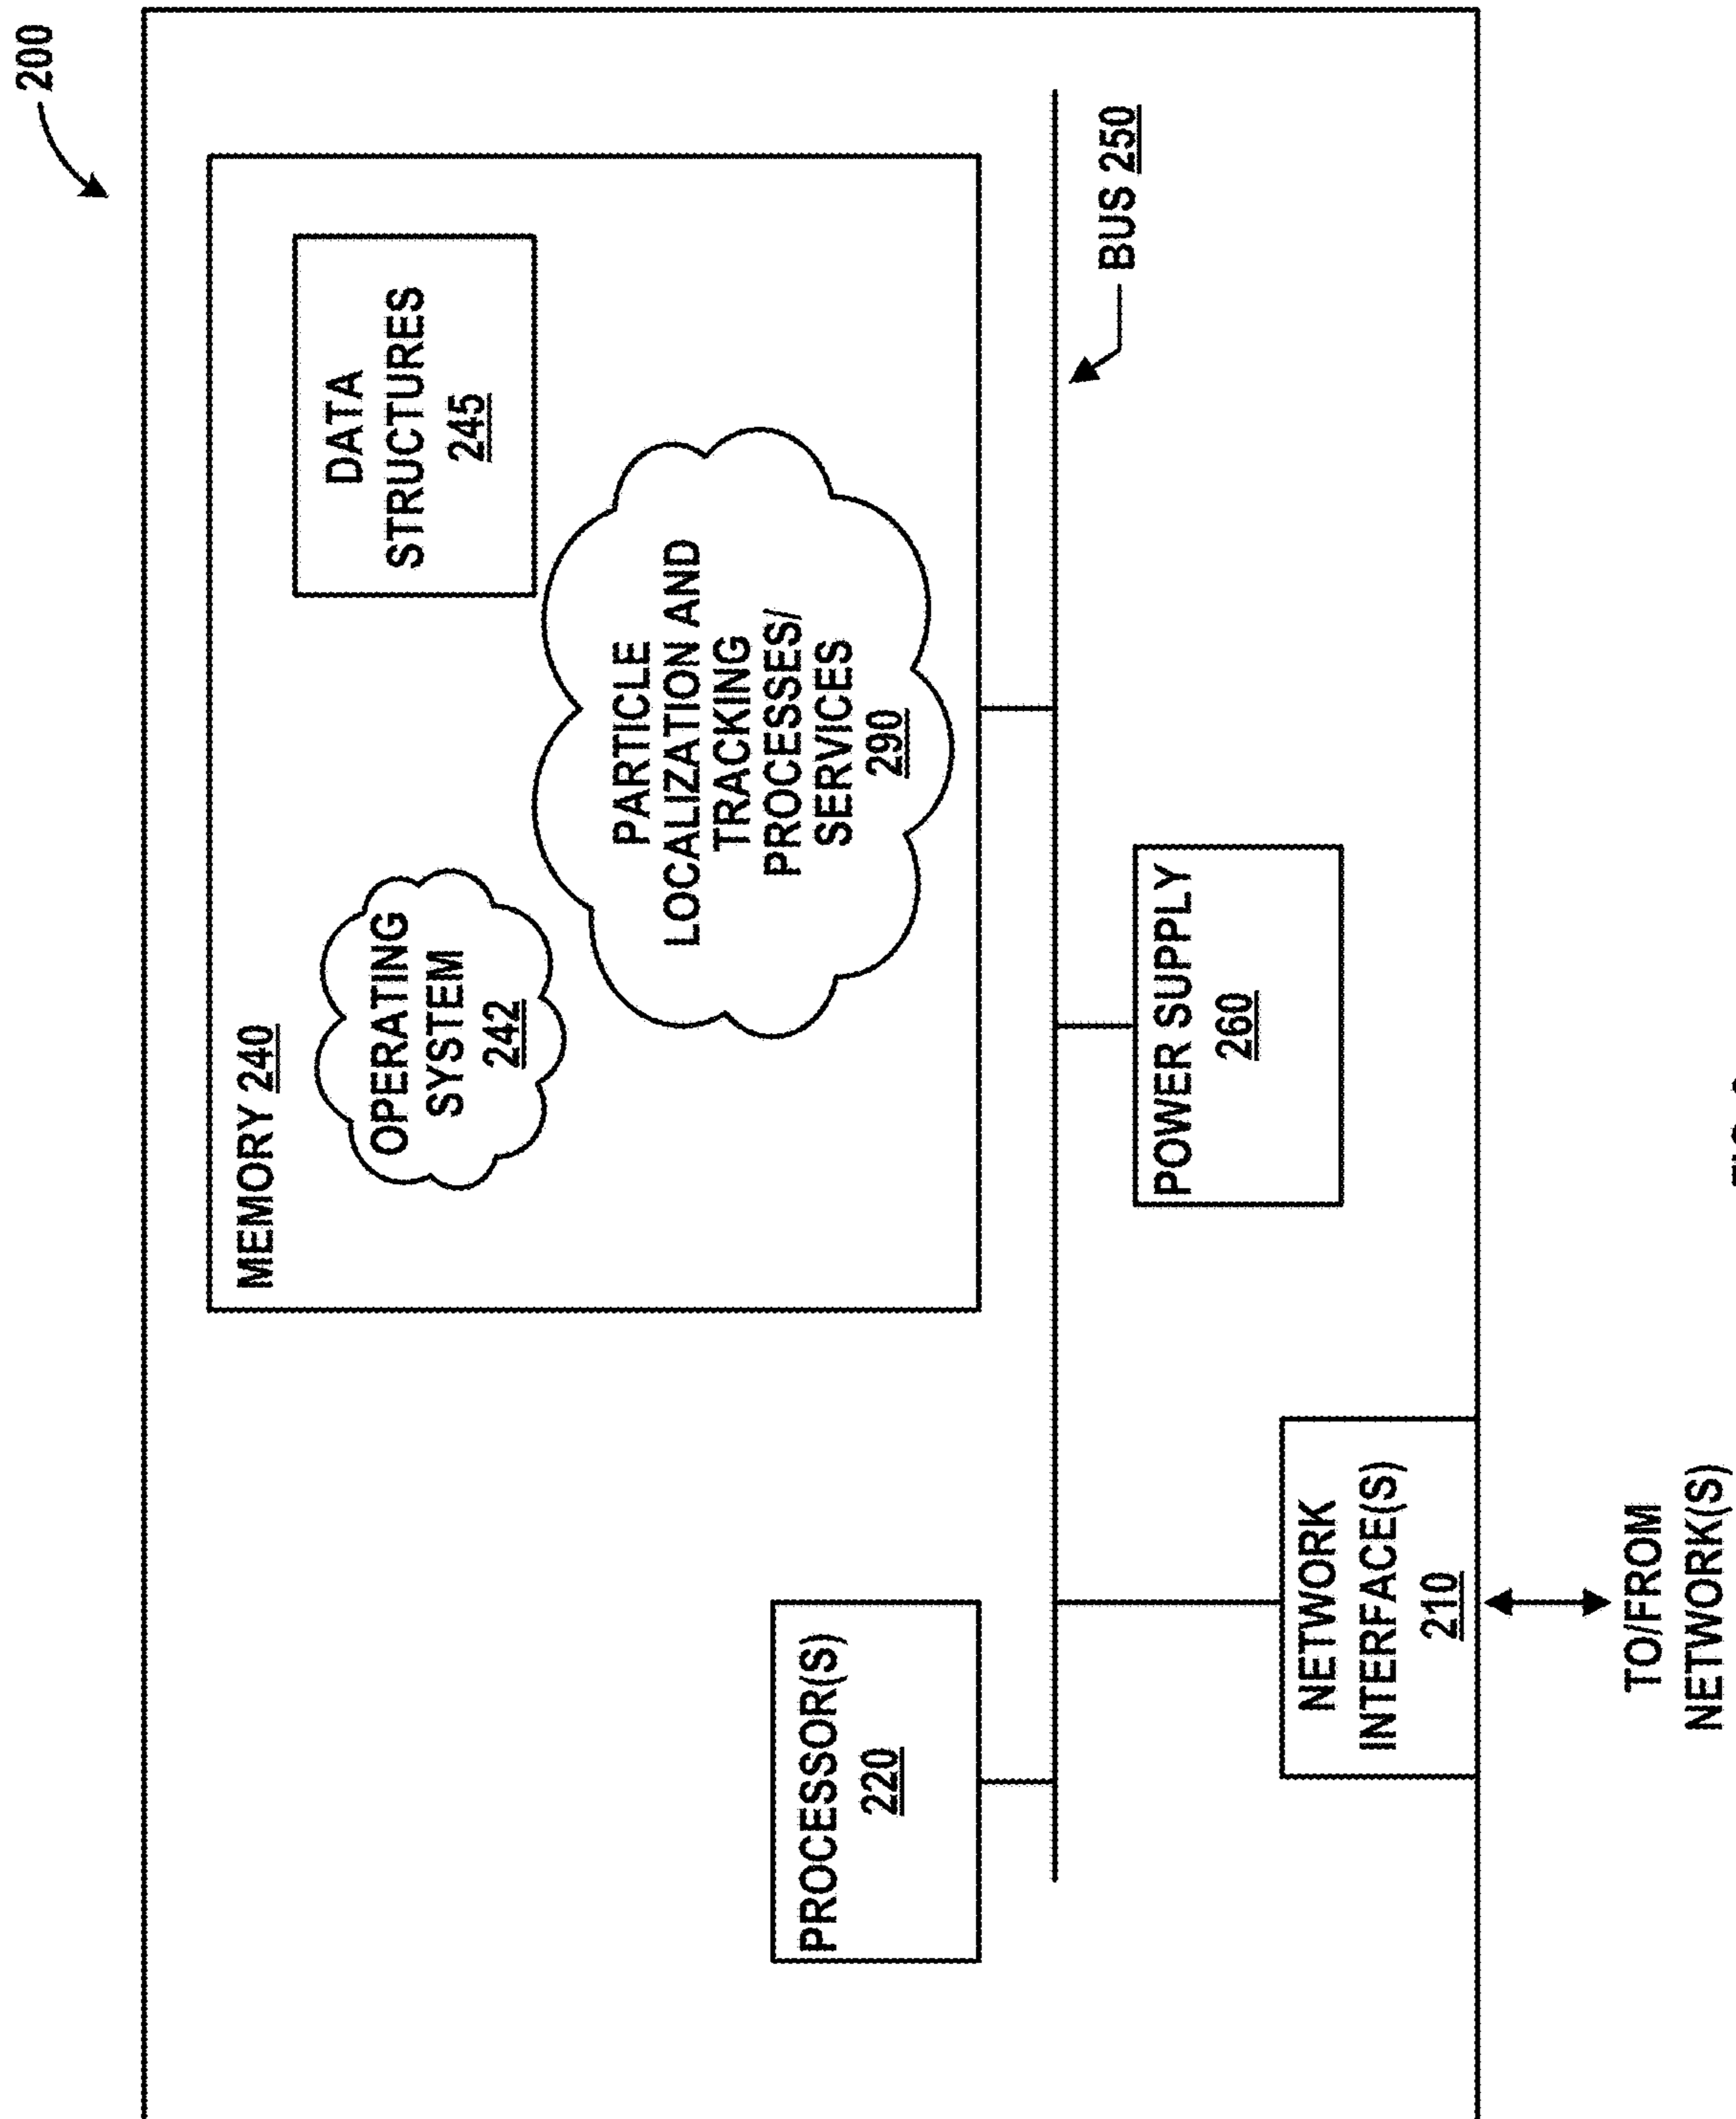 200
MEMORY 240
OPERATING
SYSTEM
242
DATA
STRUCTURES
245
PARTICLE
LOCALIZATION AND
TRACKING
PROCESSES/
SERVICES
290
PROCESSOR(S)
220
BUS 250
POWER SUPPLY
260
NETWORK
INTERFACE(S)
210
TO/FROM
NETWORK(S)